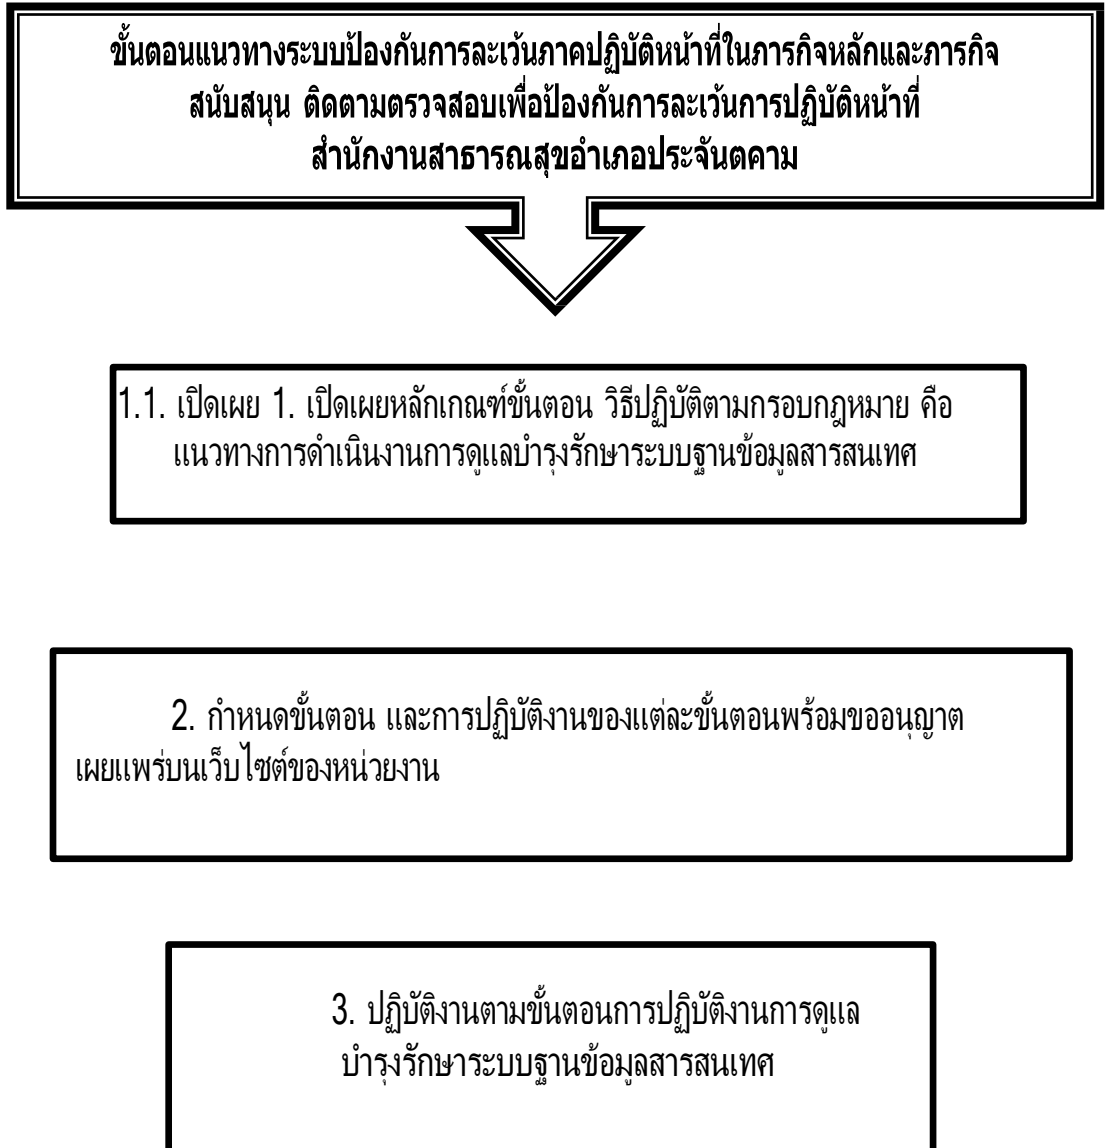 ขั้นตอนแนวทางระบบป้องกันการละเว้นภาคปฏิบัติหน้าที่ในภารกิจหลักและภารกิจ
สนับสนุน ติดตามตรวจสอบเพื่อป้องกันการละเว้นการปฏิบัติหน้าที่
สำนักงานสาธารณสุขอำเภอประจันตคาม
1.1. เปิดเผย 1. เปิดเผยหลักเกณฑ์ขั้นตอน วิธีปฏิบัติตามกรอบกฎหมาย คือ
แนวทางการดำเนินงานการดูแลบำรุงรักษาระบบฐานข้อมูลสารสนเทศ
2. กำหนดขั้นตอน และการปฏิบัติงานของแต่ละขั้นตอนพร้อมขออนุญาต
เผยแพร่บนเว็บไซต์ของหน่วยงาน
3. ปฏิบัติงานตามขั้นตอนการปฏิบัติงานการดูแล
บำรุงรักษาระบบฐานข้อมูลสารสนเทศ